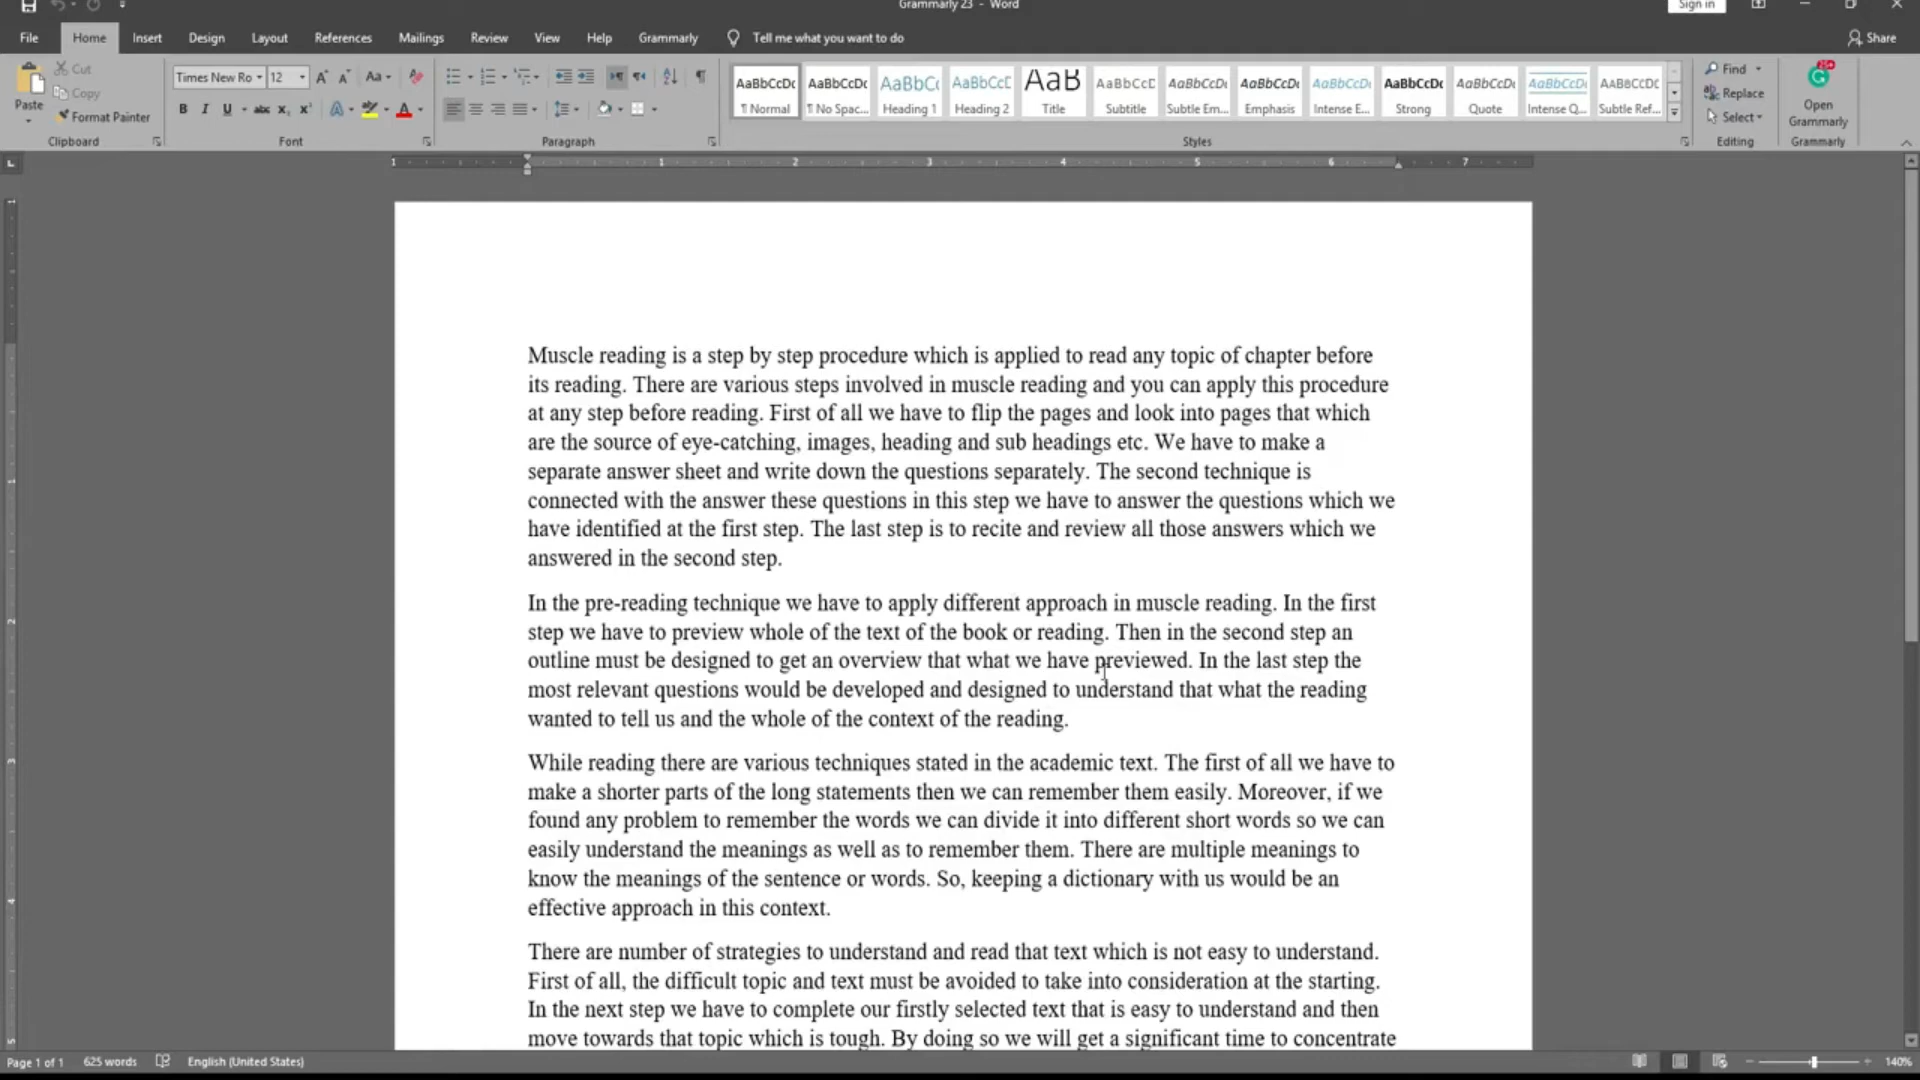 Grammarly 23 - Word
Sign in
File Home Insert Design Layout References Mailings Review View Help Grammarly Tell me what you want to do
Share
Paste
Cut
Copy
Format Painter
Clipboard
Times New Ro 12
Font
Paragraph
AaBbCcDc AaBbCcDc AaBbC( AaBbCcE AaB AaBbCcD AaBbCcDc AaBbCcDc AaBbCcDc AaBbCcDc AaBbCcDc AaBbCcDc AABBCCDC
¶ Normal ¶ No Spac... Heading 1 Heading 2 Title Subtitle Subtle Em... Emphasis Intense E... Strong Quote Intense Q... Subtle Ref...
Styles
Find
Replace
Select
Editing
Open
Grammarly
Grammarly
1 1 2 3 4 5 6 7
Muscle reading is a step by step procedure which is applied to read any topic of chapter before
its reading. There are various steps involved in muscle reading and you can apply this procedure
at any step before reading. First of all we have to flip the pages and look into pages that which
are the source of eye-catching, images, heading and sub headings etc. We have to make a
separate answer sheet and write down the questions separately. The second technique is
connected with the answer these questions in this step we have to answer the questions which we
have identified at the first step. The last step is to recite and review all those answers which we
answered in the second step.
In the pre-reading technique we have to apply different approach in muscle reading. In the first
step we have to preview whole of the text of the book or reading. Then in the second step an
outline must be designed to get an overview that what we have previewed. In the last step the
most relevant questions would be developed and designed to understand that what the reading
wanted to tell us and the whole of the context of the reading.
While reading there are various techniques stated in the academic text. The first of all we have to
make a shorter parts of the long statements then we can remember them easily. Moreover, if we
found any problem to remember the words we can divide it into different short words so we can
easily understand the meanings as well as to remember them. There are multiple meanings to
know the meanings of the sentence or words. So, keeping a dictionary with us would be an
effective approach in this context.
There are number of strategies to understand and read that text which is not easy to understand.
First of all, the difficult topic and text must be avoided to take into consideration at the starting.
In the next step we have to complete our firstly selected text that is easy to understand and then
move towards that topic which is tough. By doing so we will get a significant time to concentrate
Page 1 of 1 625 words English (United States) 140%